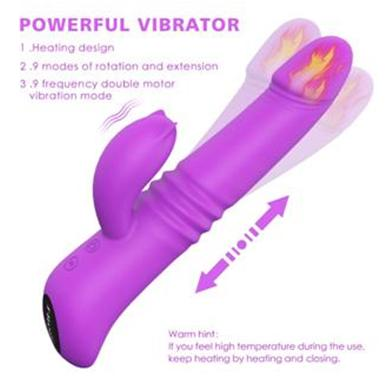 POWERFUL VIBRATOR
1 .Heating design
2 .9 modes of rotation and extension
3 .9 frequency double motor
vibration mode
Warm hint:
If you feel high temperature during the use,
keep heating by heating and closing.